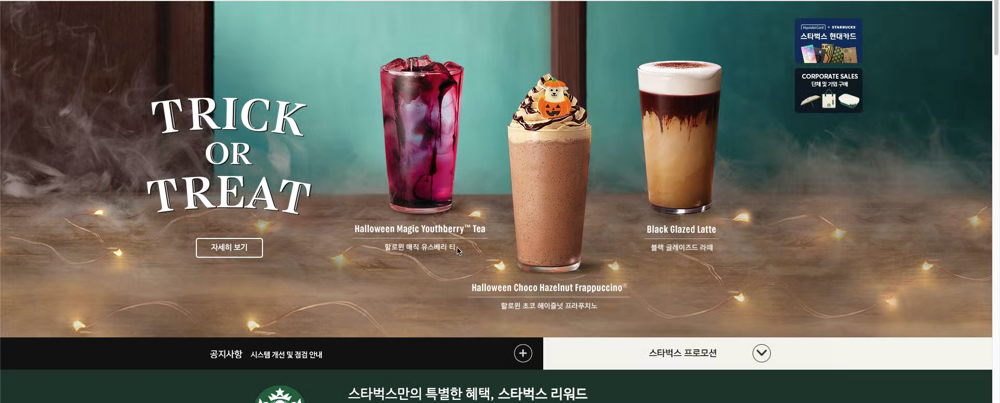 TRICK
OR
TREAT
자세히 보기
Halloween Magic Youthberry™ Tea
할로윈 매직 유스베리 티
Halloween Choco Hazelnut Frappuccino®
할로윈 초코 헤이즐넛 프라푸치노
Black Glazed Latte
블랙 글레이즈드 라떼
HyundaiCard + STARBUCKS
스타벅스 현대카드
CORPORATE SALES
단체 및 기업 구매
공지사항 시스템 개선 및 점검 안내
스타벅스 프로모션
스타벅스만의 특별한 혜택, 스타벅스 리워드